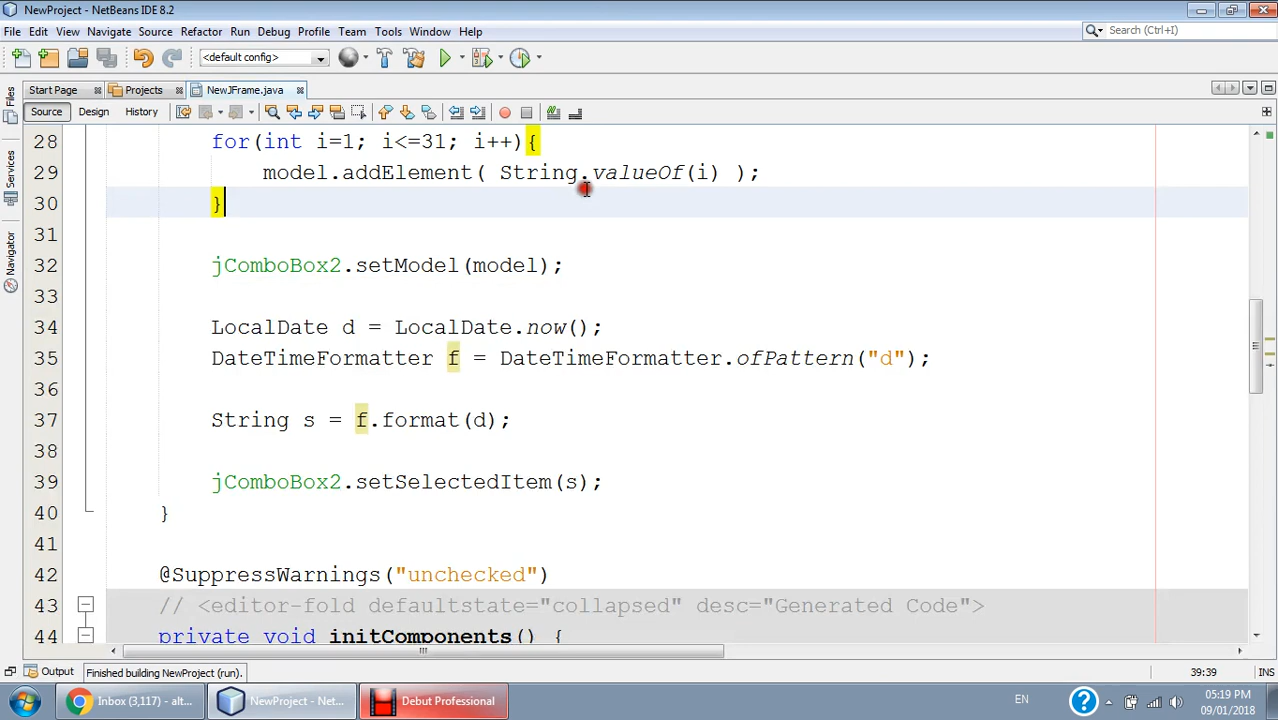 NewProject - NetBeans IDE 8.2
File Edit View Navigate Source Refactor Run Debug Profile Team Tools Window Help
Search (Ctrl+I)
<default config>
Start Page Projects NewJFrame.java
Source Design History
Files
Services
Navigator
28 for(int i=1; i<=31; i++){
29 model.addElement( String.valueOf(i) );
30 }
31
32 jComboBox2.setModel(model);
33
34 LocalDate d = LocalDate.now();
35 DateTimeFormatter f = DateTimeFormatter.ofPattern("d");
36
37 String s = f.format(d);
38
39 jComboBox2.setSelectedItem(s);
40 }
41
42 @SuppressWarnings("unchecked")
43 // <editor-fold defaultstate="collapsed" desc="Generated Code">
44 private void initComponents() {
Output Finished building NewProject (run). 39:39 INS
Inbox (3,117) - alt... NewProject - Net... Debut Professional EN 05:19 PM
09/01/2018